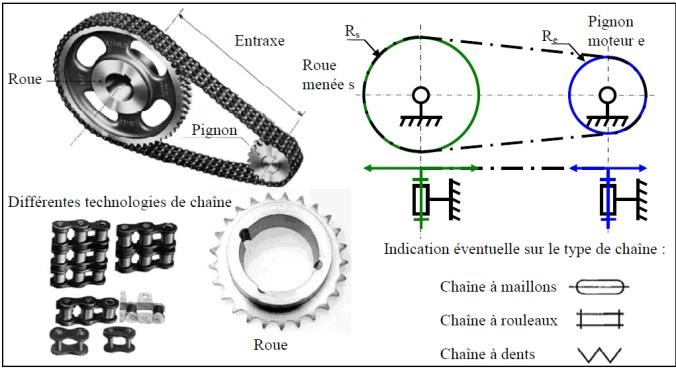 Entraxe
Roue
Pignon
Différentes technologies de chaîne
Roue
Rs
Roue
menée s
Re
Pignon
moteur e
Indication éventuelle sur le type de chaîne :
Chaîne à maillons
Chaîne à rouleaux
Chaîne à dents